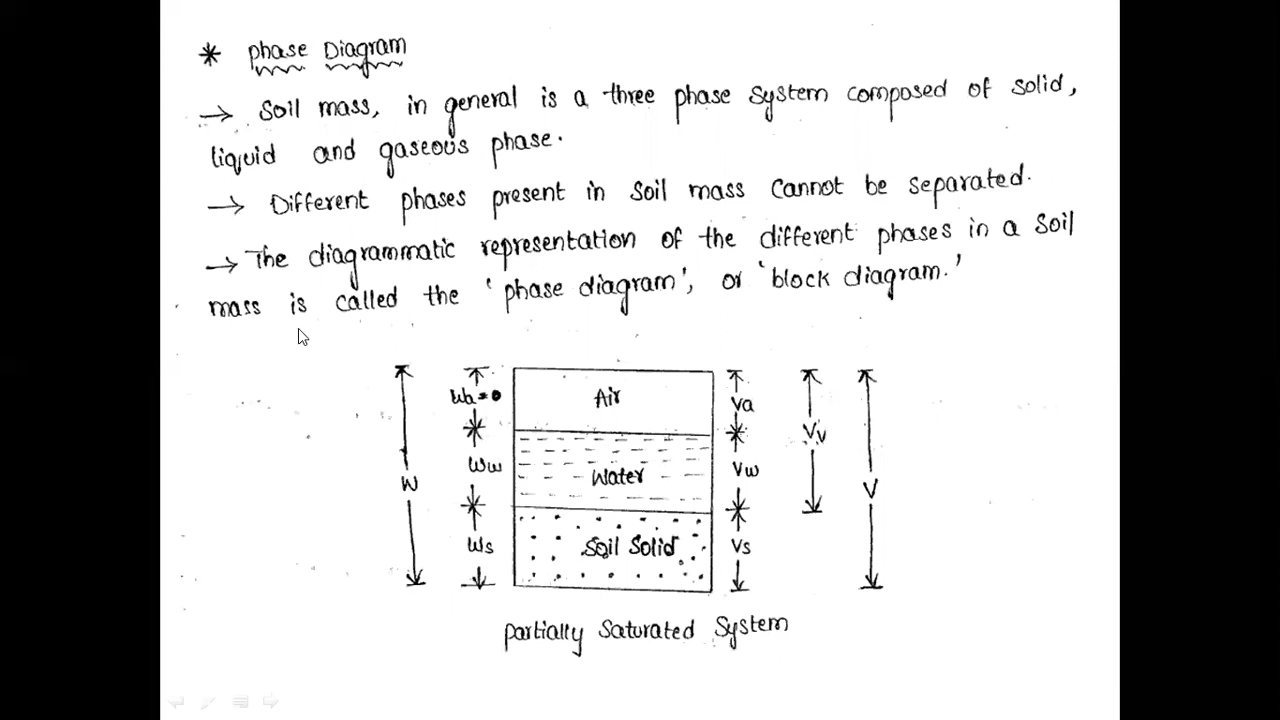 * phase Diagram
→ Soil mass, in general is a three phase system composed of solid,
liquid and gaseous phase.
→ Different phases present in soil mass cannot be separated.
→ The diagrammatic representation of the different phases in a soil
mass is called the 'phase diagram', or 'block diagram.'
Wa=0 Air Va
Vv
Ww Water Vw
W V
Ws Soil Solid Vs
partially Saturated System